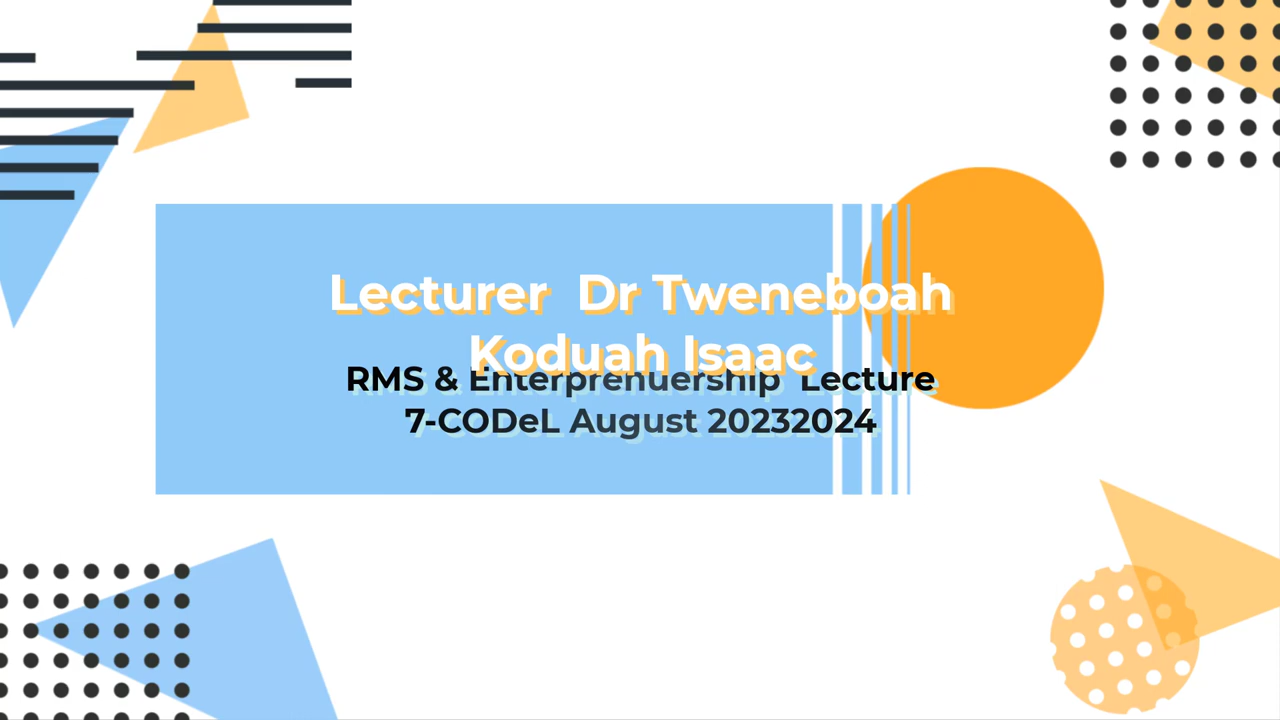 Lecturer  Dr Tweneboah
Koduah Isaac
RMS & Enterprenuership  Lecture
7-CODeL August 20232024